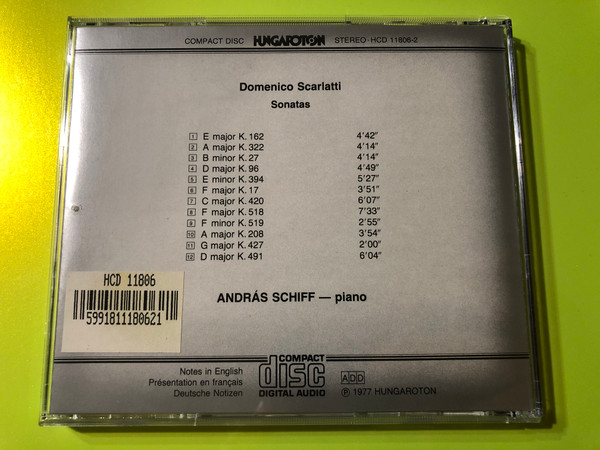 COMPACT DISC HUNGAROTON STEREO · HCD 11806-2
Domenico Scarlatti
Sonatas
1 E major K. 162 4'42"
2 A major K. 322 4'14"
3 B minor K. 27 4'14"
4 D major K. 96 4'49"
5 E minor K. 394 5'27"
6 F major K. 17 3'51"
7 C major K. 420 6'07"
8 F major K. 518 7'33"
9 F minor K. 519 2'55"
10 A major K. 208 3'54"
11 G major K. 427 2'00"
12 D major K. 491 6'04"
HCD 11806
5991811180621
ANDRÁS SCHIFF — piano
Notes in English
Présentation en français
Deutsche Notizen
COMPACT
disc
DIGITAL AUDIO
ADD
℗ 1977 HUNGAROTON